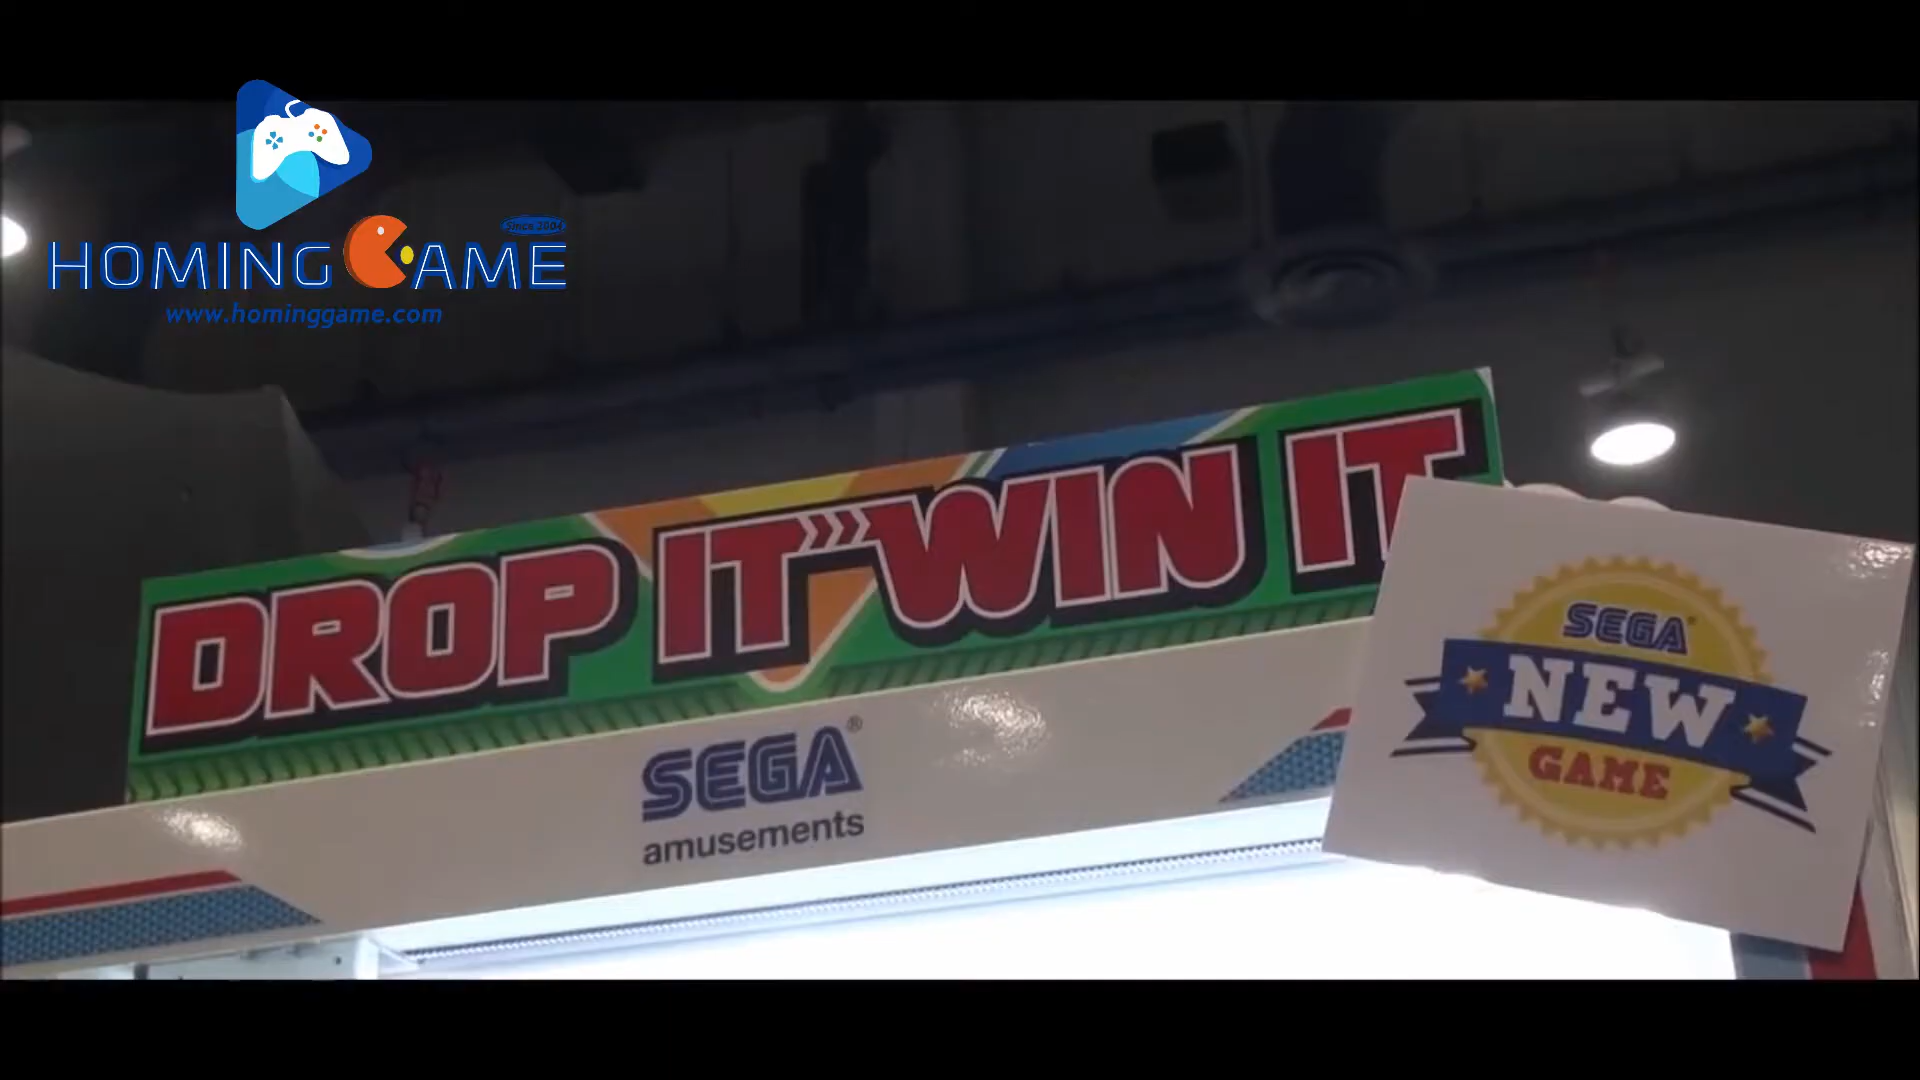 Since 2004
HOMING GAME
www.hominggame.com
DROP IT WIN IT
SEGA®
amusements
SEGA®
NEW
GAME